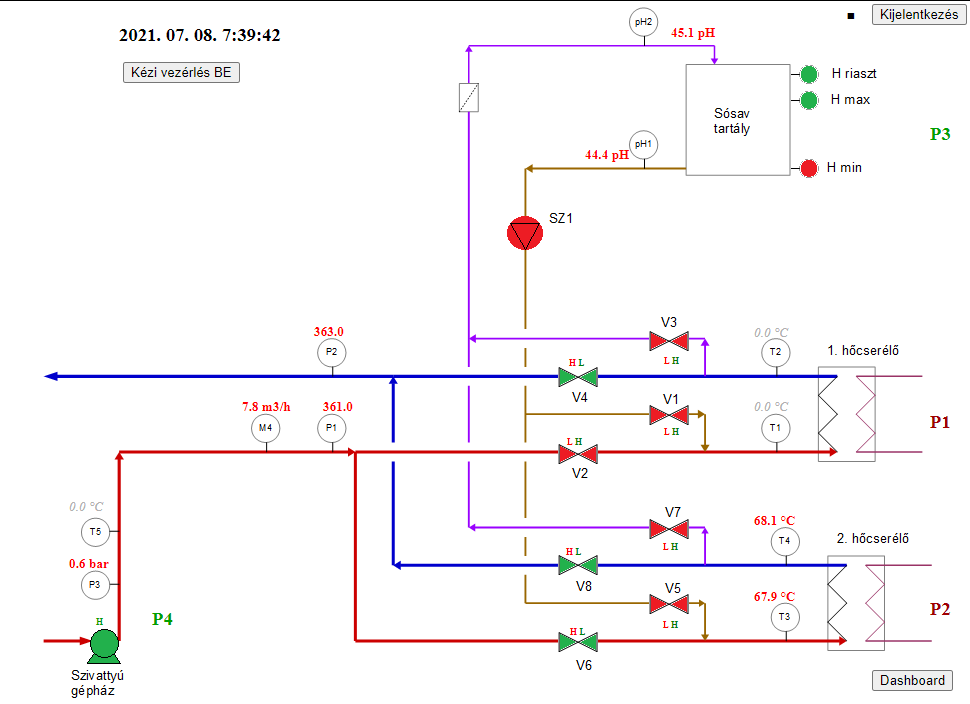 Kijelentkezés
pH2
2021. 07. 08. 7:39:42
45.1 pH
Kézi vezérlés BE
H riaszt
H max
Sósav
tartály
P3
pH1
44.4 pH
H min
SZ1
V3
363.0
0.0 °C
P2
T2
1. hőcserélő
H L
L H
V4
V1
7.8 m3/h
361.0
0.0 °C
M4
P1
T1
P1
L H
L H
V2
0.0 °C
V7
68.1 °C
T5
T4
2. hőcserélő
H L
L H
0.6 bar
P3
V8
V5
67.9 °C
P2
T3
H
P4
H L
L H
V6
Szivattyú
gépház
Dashboard